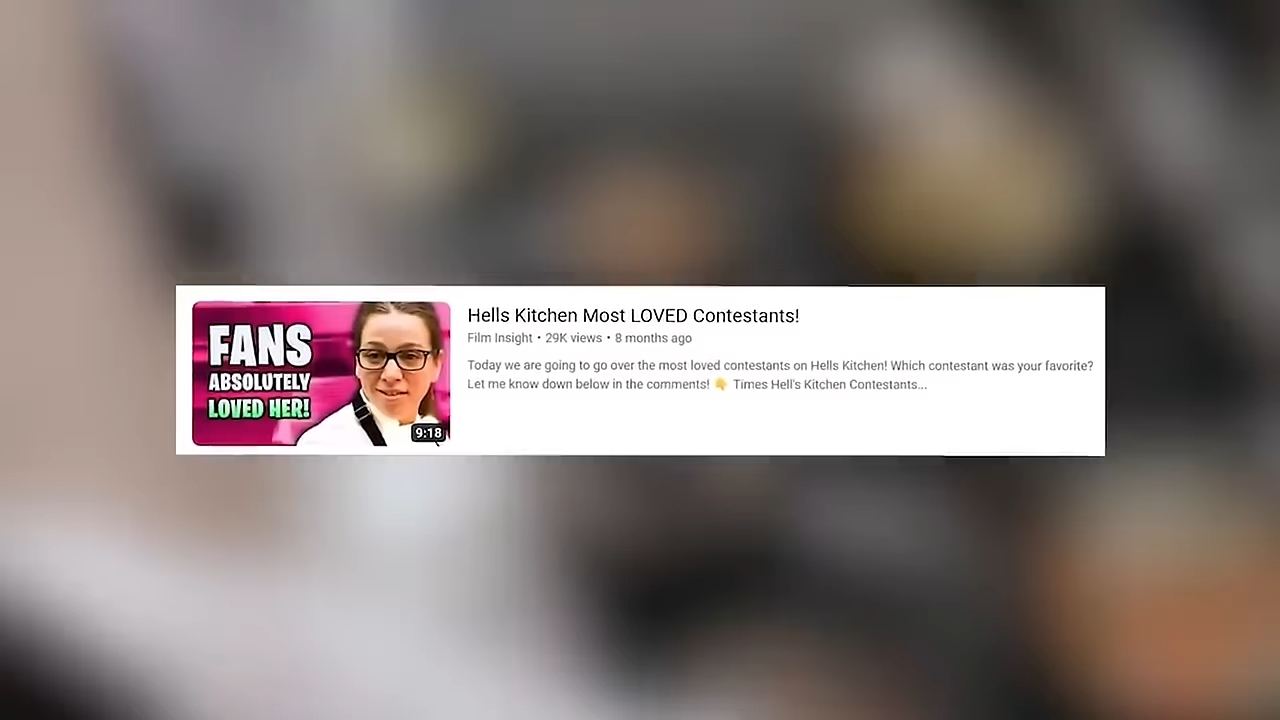 FANS
ABSOLUTELY
LOVED HER!
9:18
Hells Kitchen Most LOVED Contestants!
Film Insight • 29K views • 8 months ago
Today we are going to go over the most loved contestants on Hells Kitchen! Which contestant was your favorite?
Let me know down below in the comments! 👇 Times Hell's Kitchen Contestants...